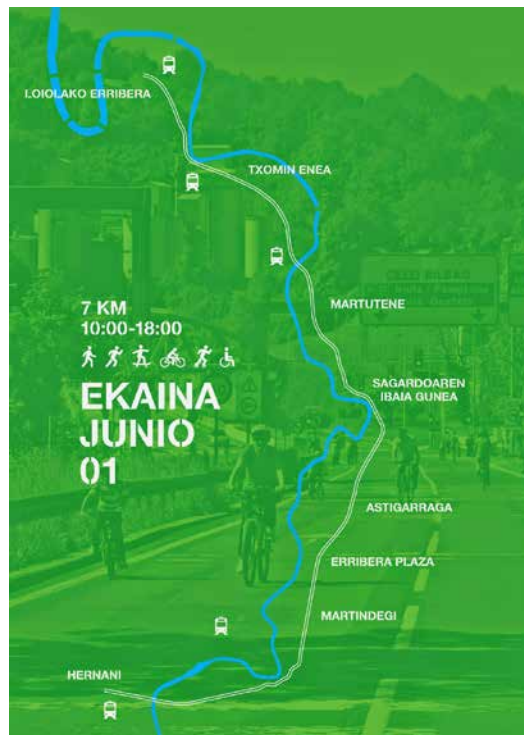 LOIOLAKO ERRIBERA
TXOMIN ENEA
MARTUTENE
7 KM
10:00-18:00
EKAINA
JUNIO
01
SAGARDOAREN
IBAIA GUNEA
ASTIGARRAGA
ERRIBERA PLAZA
MARTINDEGI
HERNANI